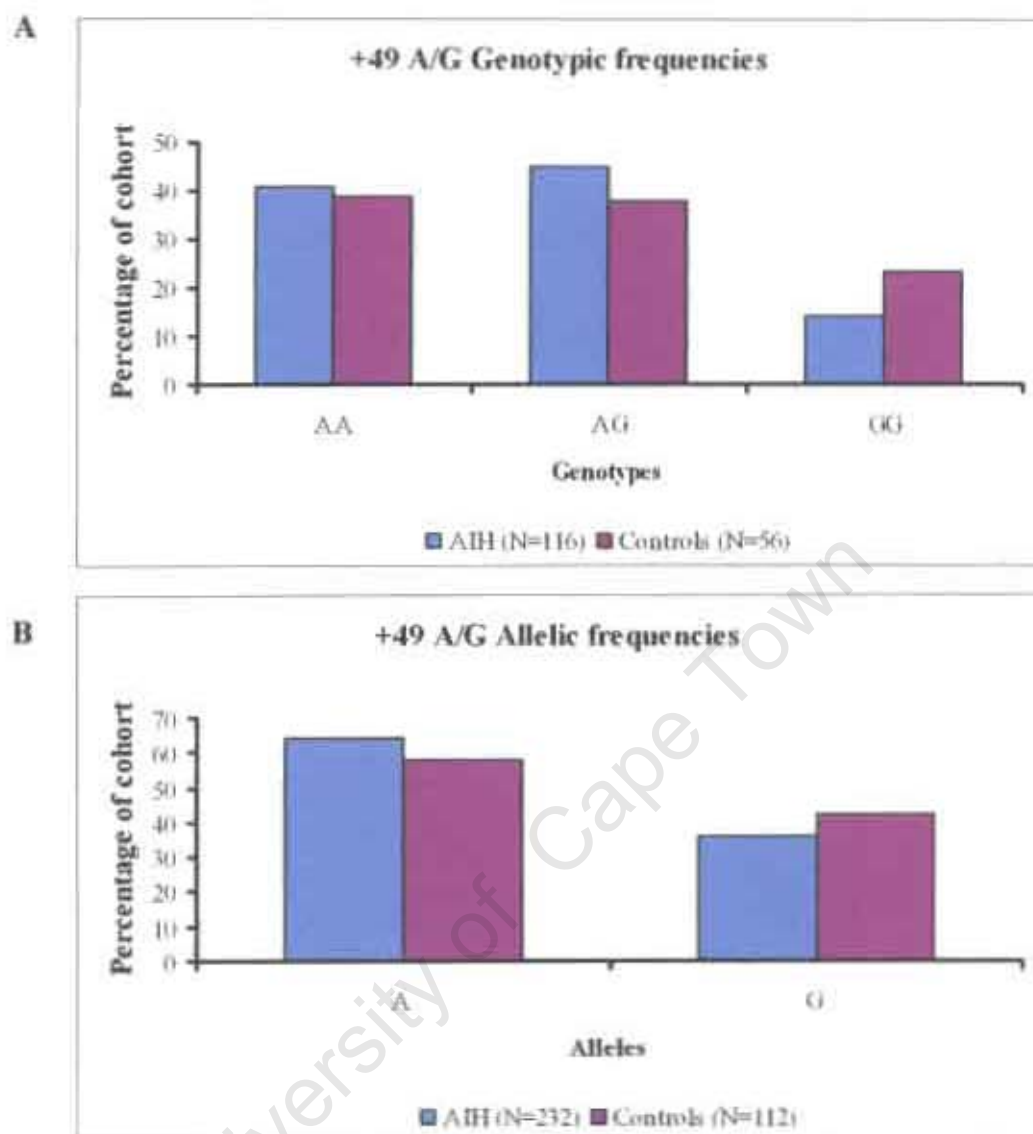 A
+49 A/G Genotypic frequencies
Percentage of cohort
50
40
30
20
10
0
AA AG GG
Genotypes
AIH (N=116) Controls (N=56)
B
+49 A/G Allelic frequencies
Percentage of cohort
70
60
50
40
30
20
10
0
A G
Alleles
AIH (N=232) Controls (N=112)
University of Cape Town